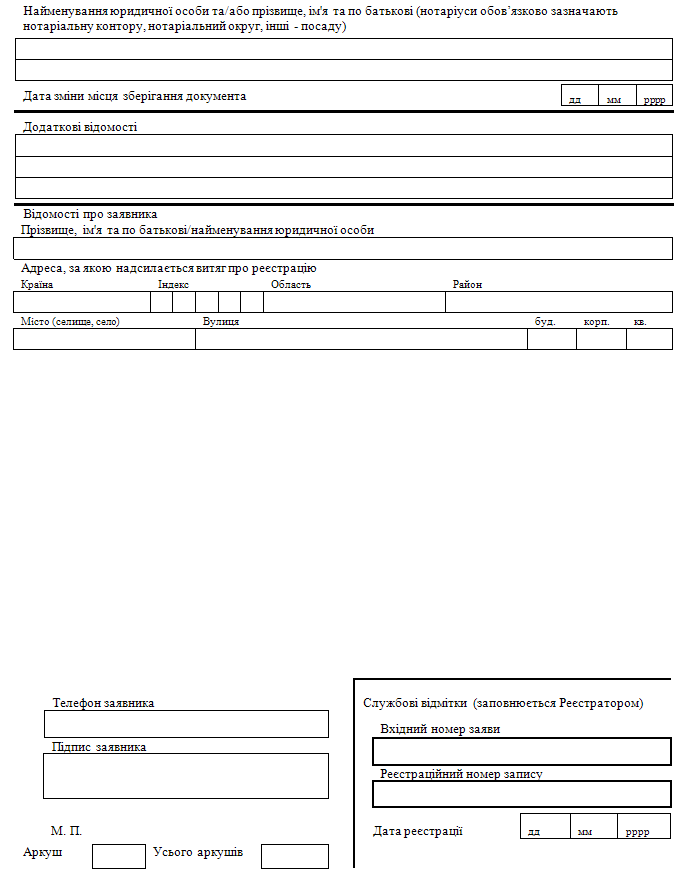 Найменування юридичної особи та/або прізвище, ім'я та по батькові (нотаріуси обов’язково зазначають
нотаріальну контору, нотаріальний округ, інші - посаду)
Дата зміни місця зберігання документа
дд мм рррр
Додаткові відомості
Відомості про заявника
Прізвище, ім'я та по батькові/найменування юридичної особи
Адреса, за якою надсилається витяг про реєстрацію
Країна Індекс Область Район
Місто (селище, село) Вулиця буд. корп. кв.
Телефон заявника
Підпис заявника
М. П.
Аркуш Усього аркушів
Службові відмітки (заповнюється Реєстратором)
Вхідний номер заяви
Реєстраційний номер запису
Дата реєстрації дд мм рррр